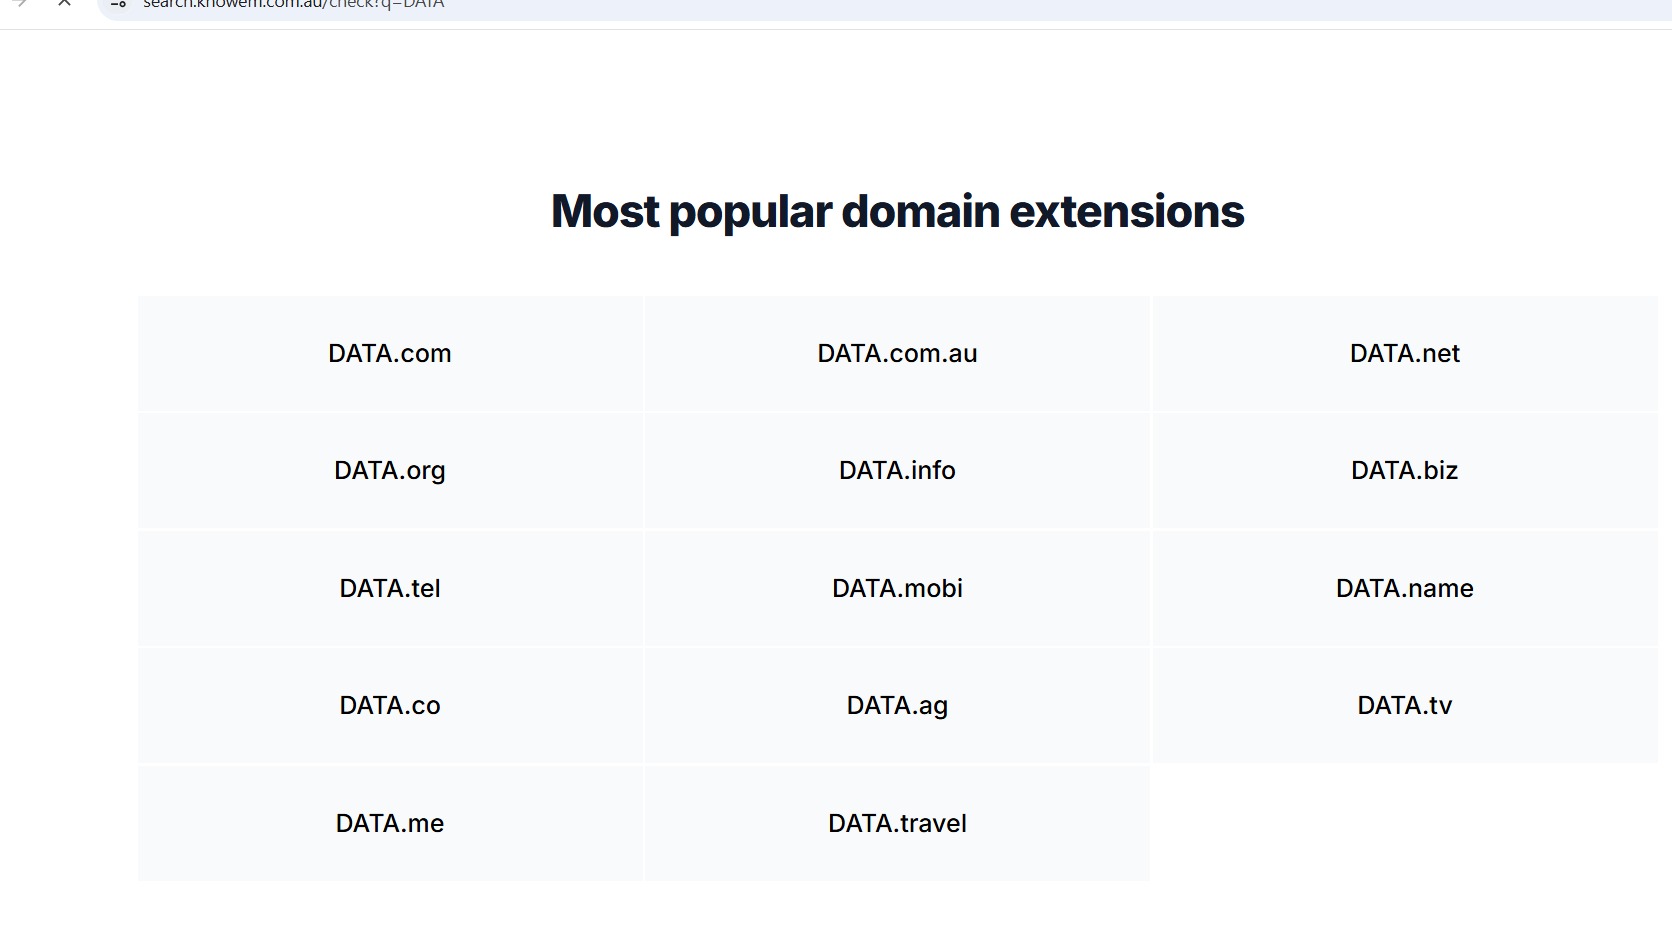 search.knowem.com.au/check?q=DATA
Most popular domain extensions
DATA.com
DATA.com.au
DATA.net
DATA.org
DATA.info
DATA.biz
DATA.tel
DATA.mobi
DATA.name
DATA.co
DATA.ag
DATA.tv
DATA.me
DATA.travel